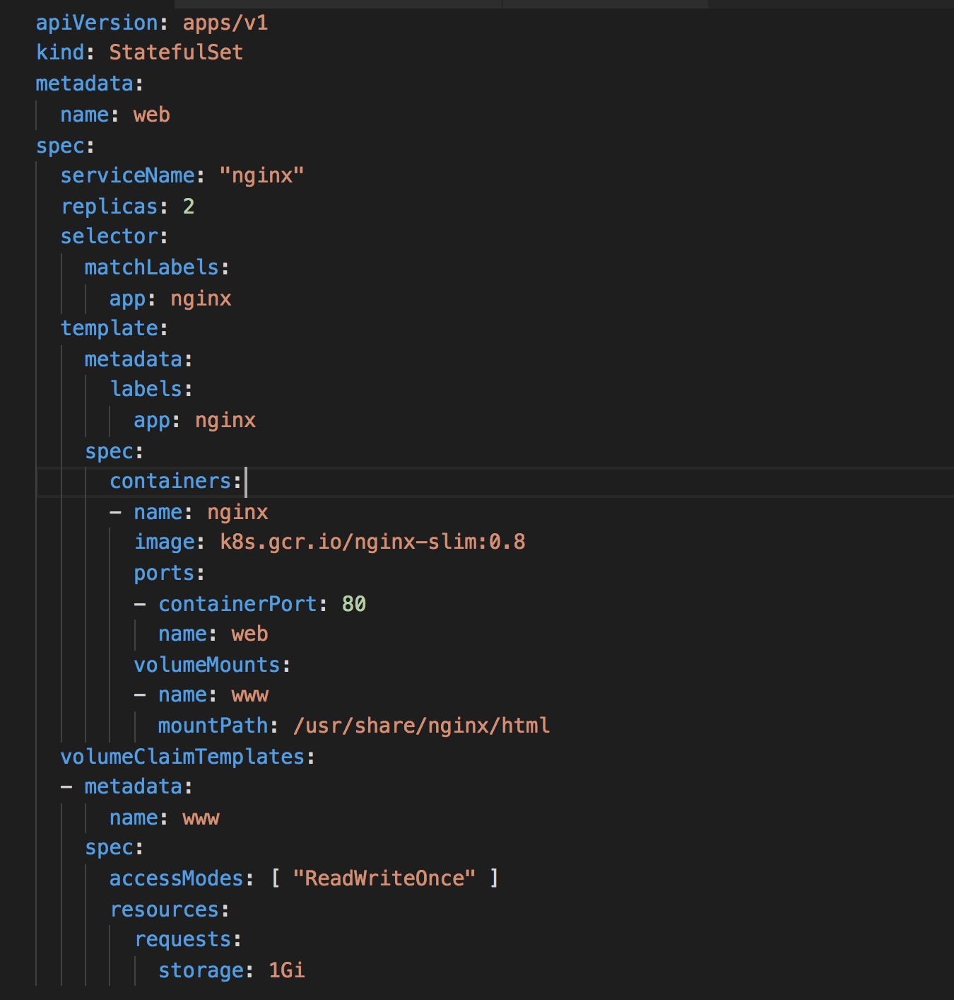 apiVersion: apps/v1
kind: StatefulSet
metadata:
  name: web
spec:
  serviceName: "nginx"
  replicas: 2
  selector:
    matchLabels:
      app: nginx
  template:
    metadata:
      labels:
        app: nginx
    spec:
      containers:
      - name: nginx
        image: k8s.gcr.io/nginx-slim:0.8
        ports:
        - containerPort: 80
          name: web
        volumeMounts:
        - name: www
          mountPath: /usr/share/nginx/html
  volumeClaimTemplates:
  - metadata:
      name: www
    spec:
      accessModes: [ "ReadWriteOnce" ]
      resources:
        requests:
          storage: 1Gi